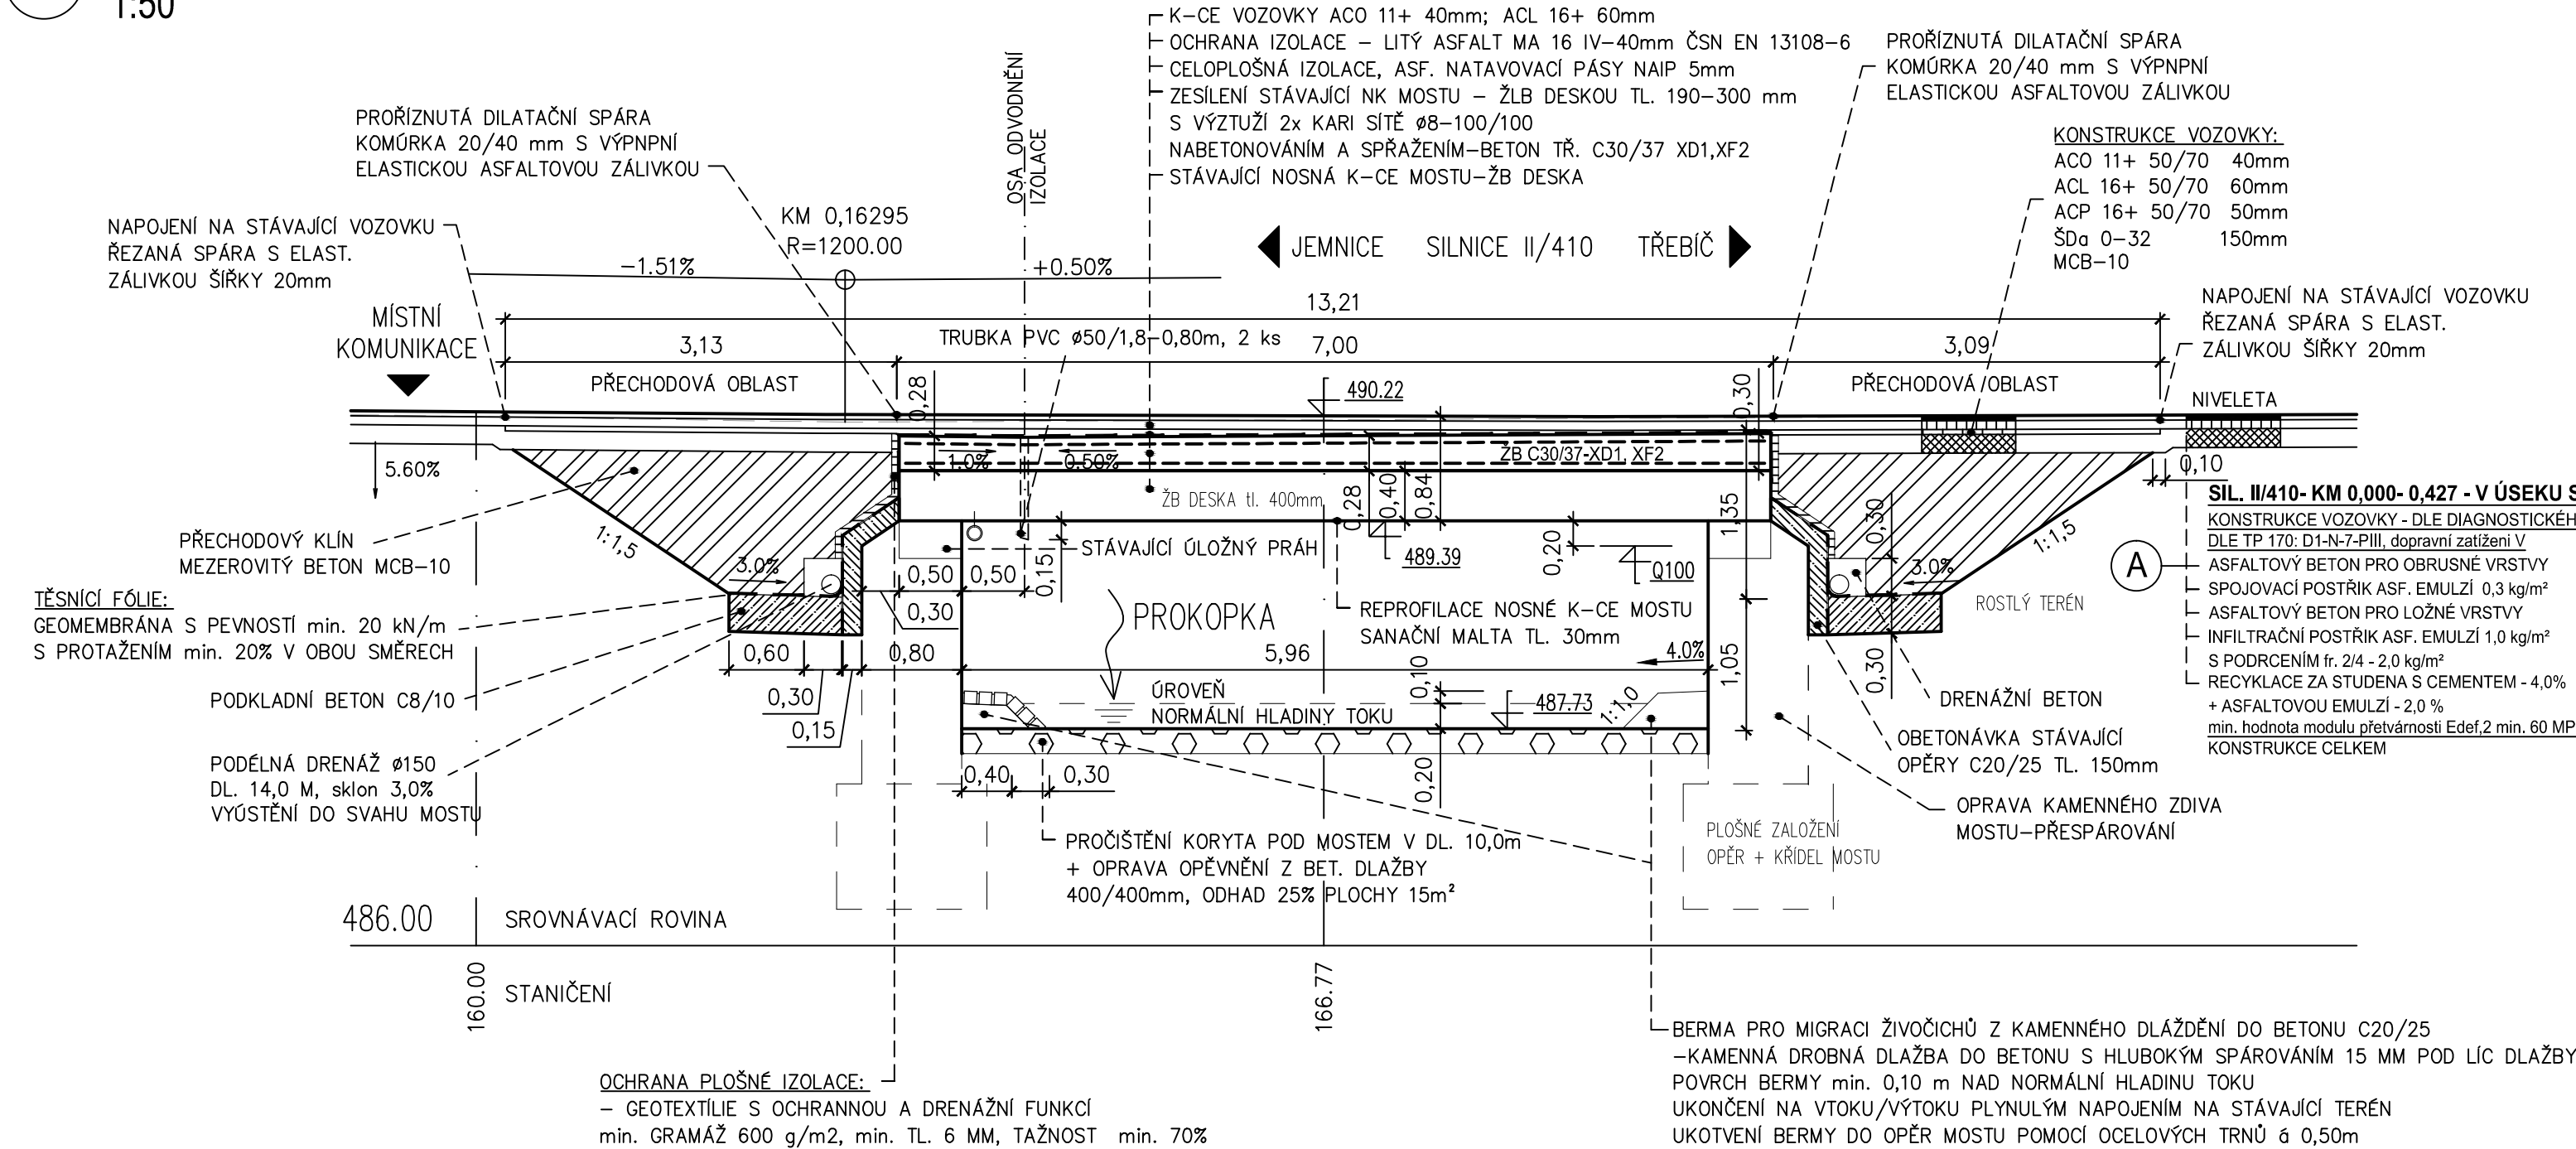 1:50
K-CE VOZOVKY ACO 11+ 40mm; ACL 16+ 60mm
OCHRANA IZOLACE – LITÝ ASFALT MA 16 IV-40mm ČSN EN 13108-6
CELOPLOŠNÁ IZOLACE, ASF. NATAVOVACÍ PÁSY NAIP 5mm
ZESÍLENÍ STÁVAJÍCÍ NK MOSTU – ŽLB DESKOU TL. 190-300 mm
S VÝZTUŽÍ 2x KARI SÍTĚ ø8-100/100
NABETONOVÁNÍM A SPŘAŽENÍM-BETON TŘ. C30/37 XD1,XF2
STÁVAJÍCÍ NOSNÁ K-CE MOSTU-ŽB DESKA
PROŘÍZNUTÁ DILATAČNÍ SPÁRA
KOMÚRKA 20/40 mm S VÝPNPNÍ
ELASTICKOU ASFALTOVOU ZÁLIVKOU
PROŘÍZNUTÁ DILATAČNÍ SPÁRA
KOMÚRKA 20/40 mm S VÝPNPNÍ
ELASTICKOU ASFALTOVOU ZÁLIVKOU
OSA ODVODNĚNÍ
IZOLACE
KONSTRUKCE VOZOVKY:
ACO 11+ 50/70 40mm
ACL 16+ 50/70 60mm
ACP 16+ 50/70 50mm
ŠDa 0-32 150mm
MCB-10
NAPOJENÍ NA STÁVAJÍCÍ VOZOVKU
ŘEZANÁ SPÁRA S ELAST.
ZÁLIVKOU ŠÍŘKY 20mm
KM 0,16295
R=1200.00
JEMNICE SILNICE II/410 TŘEBÍČ
-1.51%
+0.50%
13,21
NAPOJENÍ NA STÁVAJÍCÍ VOZOVKU
ŘEZANÁ SPÁRA S ELAST.
ZÁLIVKOU ŠÍŘKY 20mm
MÍSTNÍ
KOMUNIKACE
3,13
TRUBKA PVC ø50/1,8-0,80m, 2 ks
7,00
3,09
PŘECHODOVÁ OBLAST
PŘECHODOVÁ OBLAST
0,28
490.22
0,30
NIVELETA
5.60%
1.0%
0.50%
ŽB C30/37-XD1, XF2
ŽB DESKA tl. 400mm
0,28
0,40
0,84
1,35
0,10
0,30
1:1,5
1:1,5
PŘECHODOVÝ KLÍN
MEZEROVITÝ BETON MCB-10
STÁVAJÍCÍ ÚLOŽNÝ PRÁH
0,15
489.39
0,20
Q100
3.0%
3.0%
0,50
0,50
0,30
ROSTLÝ TERÉN
TĚSNÍCÍ FÓLIE:
GEOMEMBRÁNA S PEVNOSTÍ min. 20 kN/m
S PROTAŽENÍM min. 20% V OBOU SMĚRECH
PROKOPKA
REPROFILACE NOSNÉ K-CE MOSTU
SANAČNÍ MALTA TL. 30mm
0,60
0,80
5,96
4.0%
1,05
0,30
0,30
0,15
PODKLADNÍ BETON C8/10
ÚROVEŇ
NORMÁLNÍ HLADINY TOKU
0,10
487.73
1:1,0
DRENÁŽNÍ BETON
PODÉLNÁ DRENÁŽ ø150
DL. 14,0 M, sklon 3,0%
VYÚSTĚNÍ DO SVAHU MOSTU
0,40
0,30
0,20
OBETONÁVKA STÁVAJÍCÍ
OPĚRY C20/25 TL. 150mm
OPRAVA KAMENNÉHO ZDIVA
MOSTU-PŘESPÁROVÁNÍ
SIL. II/410- KM 0,000- 0,427 - V ÚSEKU S
KONSTRUKCE VOZOVKY - DLE DIAGNOSTICKÉH
DLE TP 170: D1-N-7-PIII, dopravní zatížení V
A
ASFALTOVÝ BETON PRO OBRUSNÉ VRSTVY
SPOJOVACÍ POSTŘIK ASF. EMULZÍ 0,3 kg/m²
ASFALTOVÝ BETON PRO LOŽNÉ VRSTVY
INFILTRAČNÍ POSTŘIK ASF. EMULZÍ 1,0 kg/m²
S PODRCENÍM fr. 2/4 - 2,0 kg/m²
RECYKLACE ZA STUDENA S CEMENTEM - 4,0%
+ ASFALTOVOU EMULZÍ - 2,0 %
min. hodnota modulu přetvárnosti Edef,2 min. 60 MP
KONSTRUKCE CELKEM
PROČIŠTĚNÍ KORYTA POD MOSTEM V DL. 10,0m
+ OPRAVA OPĚVNĚNÍ Z BET. DLAŽBY
400/400mm, ODHAD 25% PLOCHY 15m²
PLOŠNÉ ZALOŽENÍ
OPĚR + KŘÍDEL MOSTU
486.00 SROVNÁVACÍ ROVINA
160.00
STANIČENÍ
166.77
OCHRANA PLOŠNÉ IZOLACE:
– GEOTEXTÍLIE S OCHRANNOU A DRENÁŽNÍ FUNKCÍ
min. GRAMÁŽ 600 g/m2, min. TL. 6 MM, TAŽNOST min. 70%
BERMA PRO MIGRACI ŽIVOČICHŮ Z KAMENNÉHO DLÁŽDĚNÍ DO BETONU C20/25
-KAMENNÁ DROBNÁ DLAŽBA DO BETONU S HLUBOKÝM SPÁROVÁNÍM 15 MM POD LÍC DLAŽBY
POVRCH BERMY min. 0,10 m NAD NORMÁLNÍ HLADINU TOKU
UKONČENÍ NA VTOKU/VÝTOKU PLYNULÝM NAPOJENÍM NA STÁVAJÍCÍ TERÉN
UKOTVENÍ BERMY DO OPĚR MOSTU POMOCÍ OCELOVÝCH TRNŮ á 0,50m